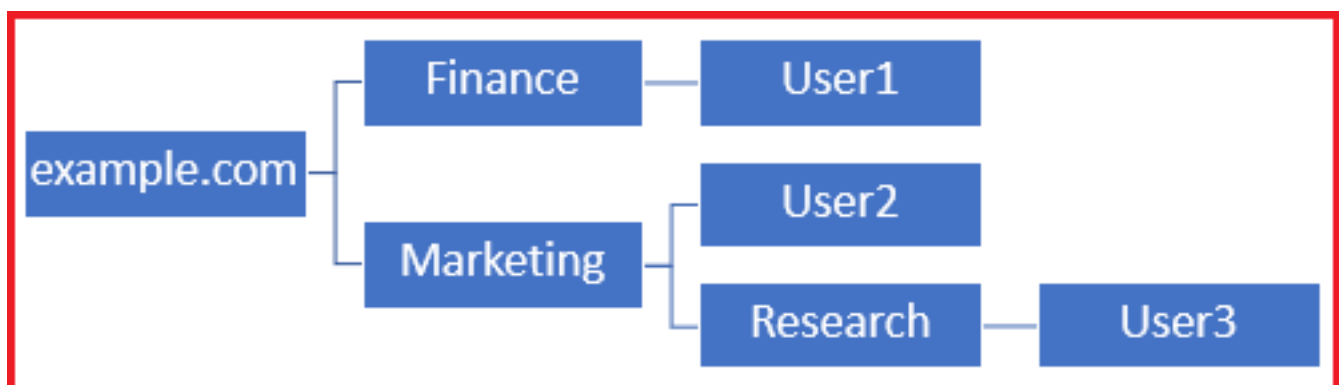 example.com
Finance
User1
Marketing
User2
Research
User3